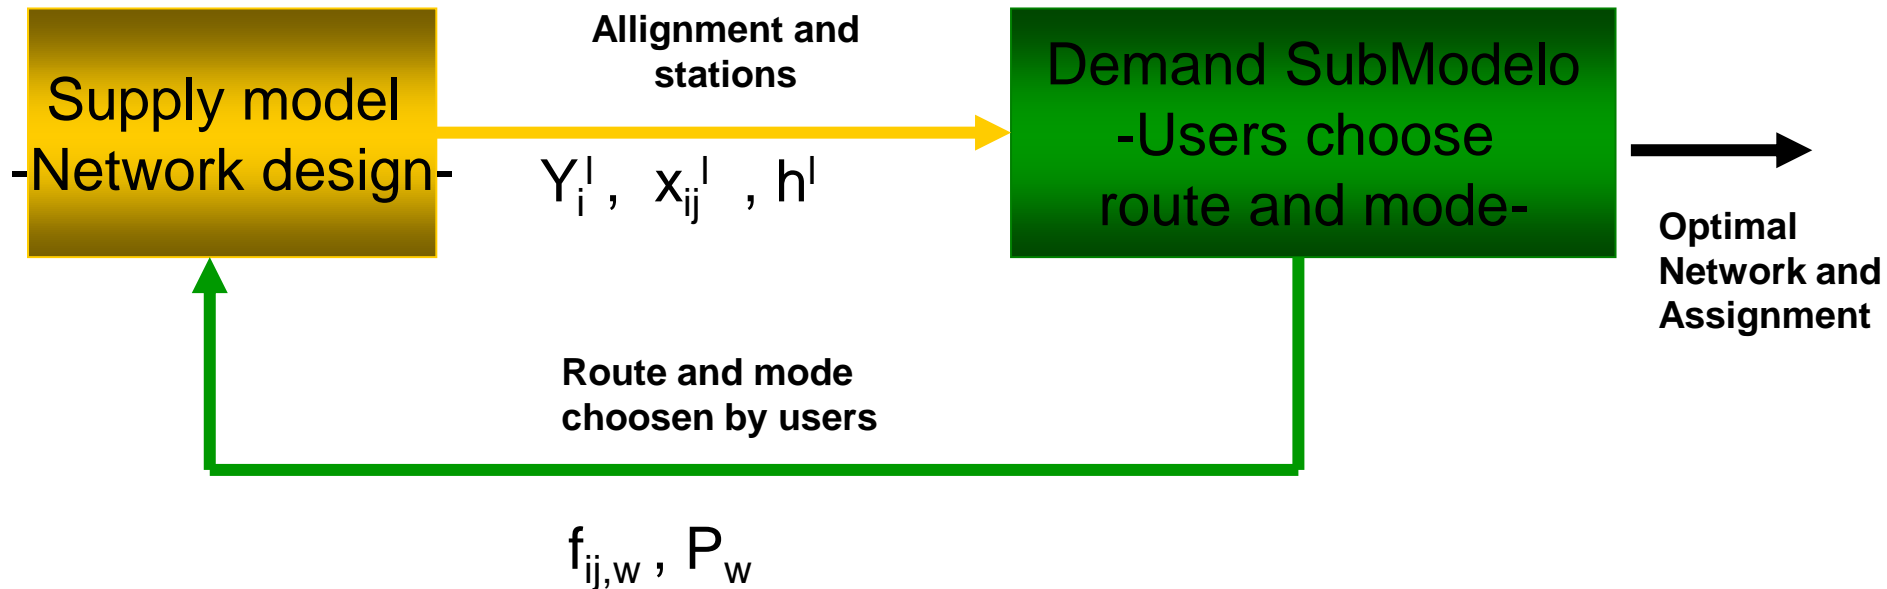 Supply model
-Network design-
Allignment and
stations
Y_i^l , x_ij^l , h^l
Demand SubModelo
-Users choose
route and mode-
Optimal
Network and
Assignment
Route and mode
choosen by users
f_ij,w , P_w